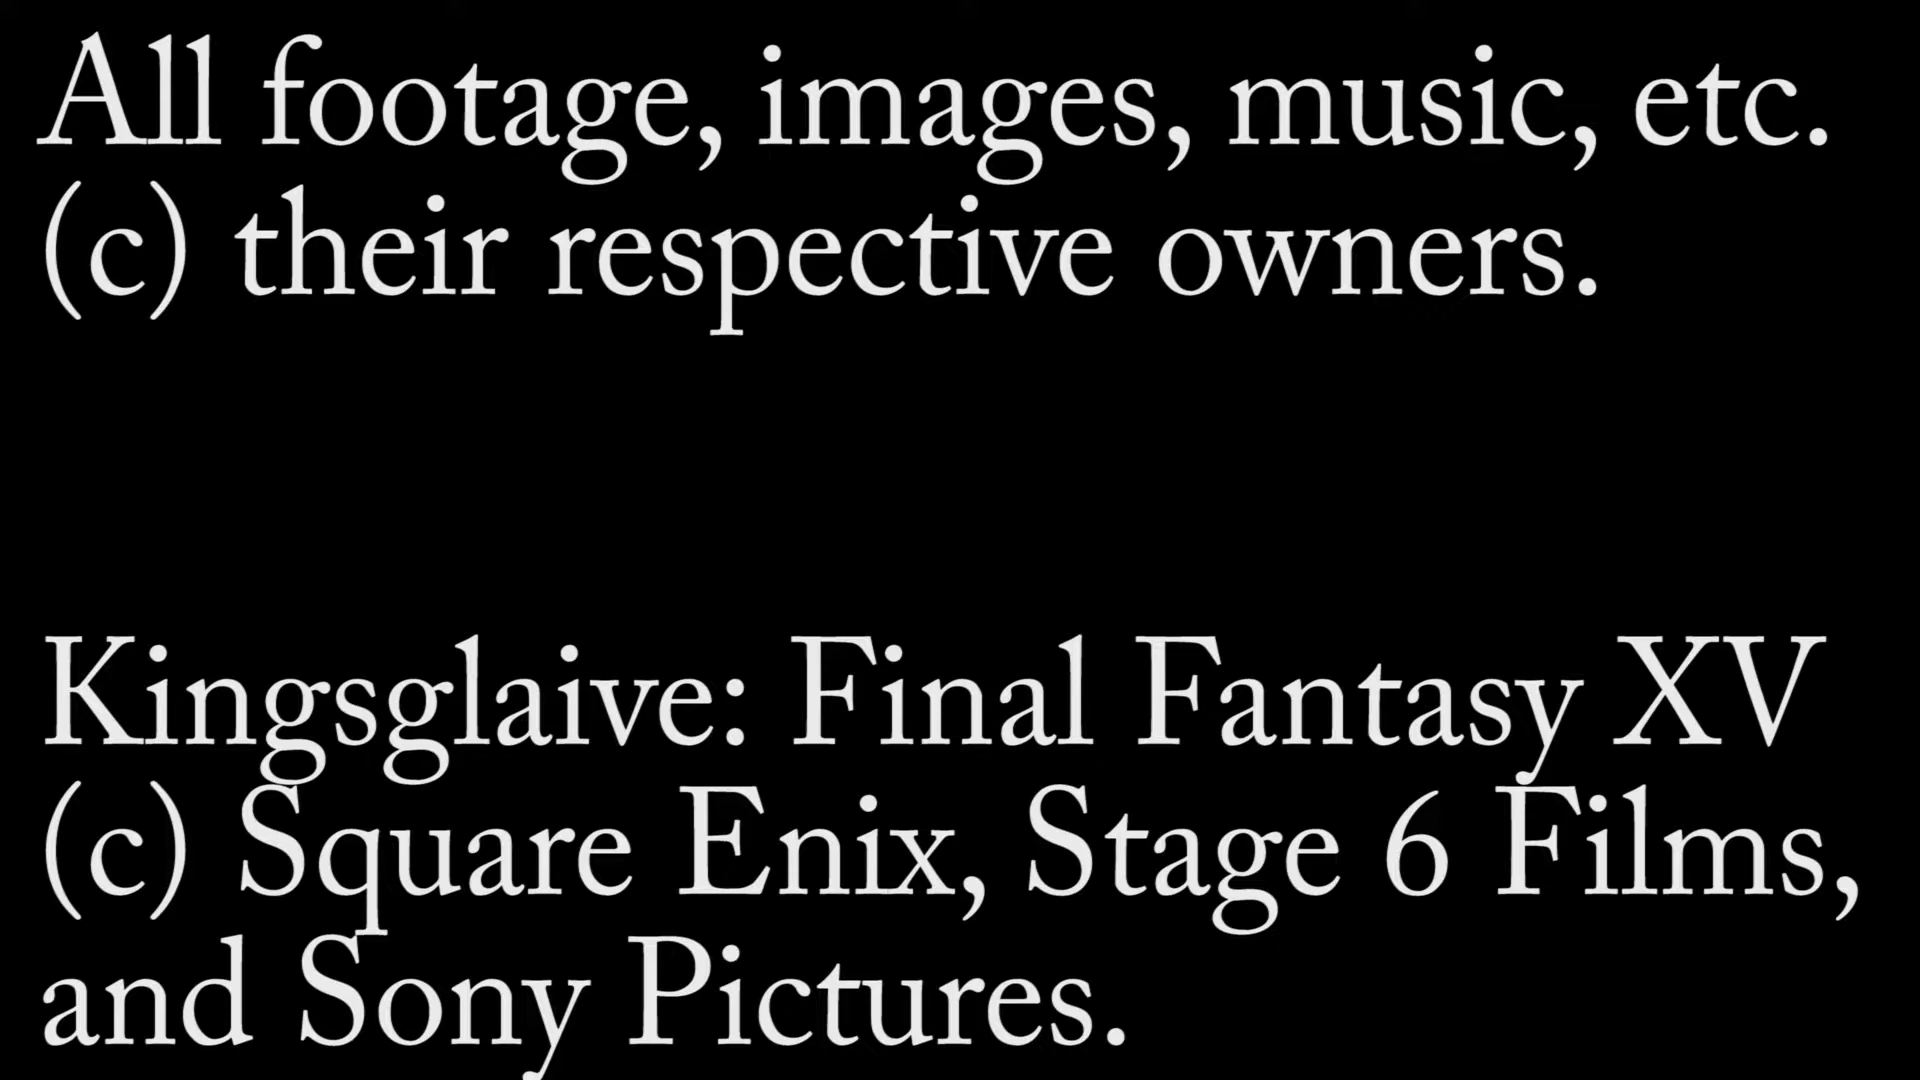 All footage, images, music, etc.
(c) their respective owners.
Kingsglaive: Final Fantasy XV
(c) Square Enix, Stage 6 Films,
and Sony Pictures.